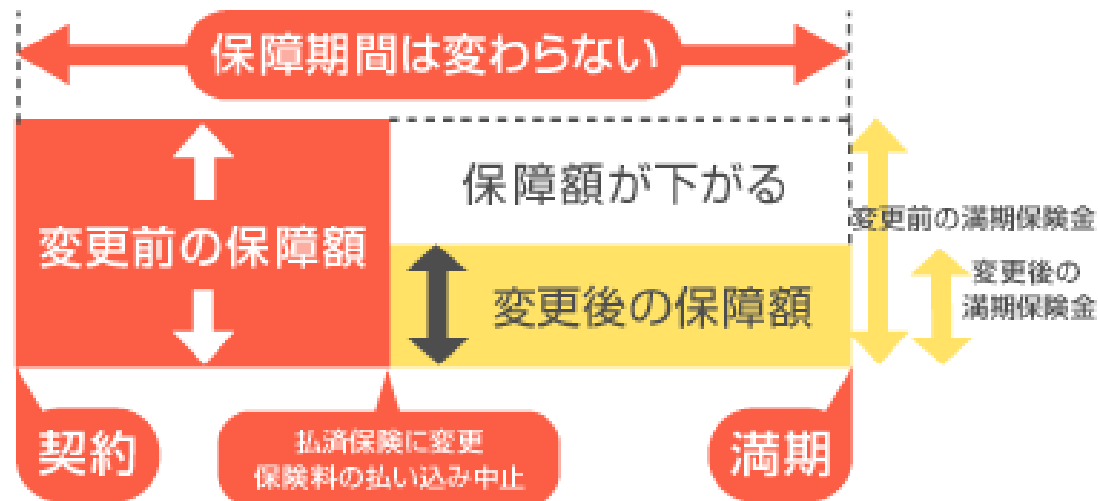 保障期間は変わらない
保障額が下がる
変更前の保障額
変更前の満期保険金
変更後の
満期保険金
変更後の保障額
契約
払済保険に変更
保険料の払い込み中止
満期